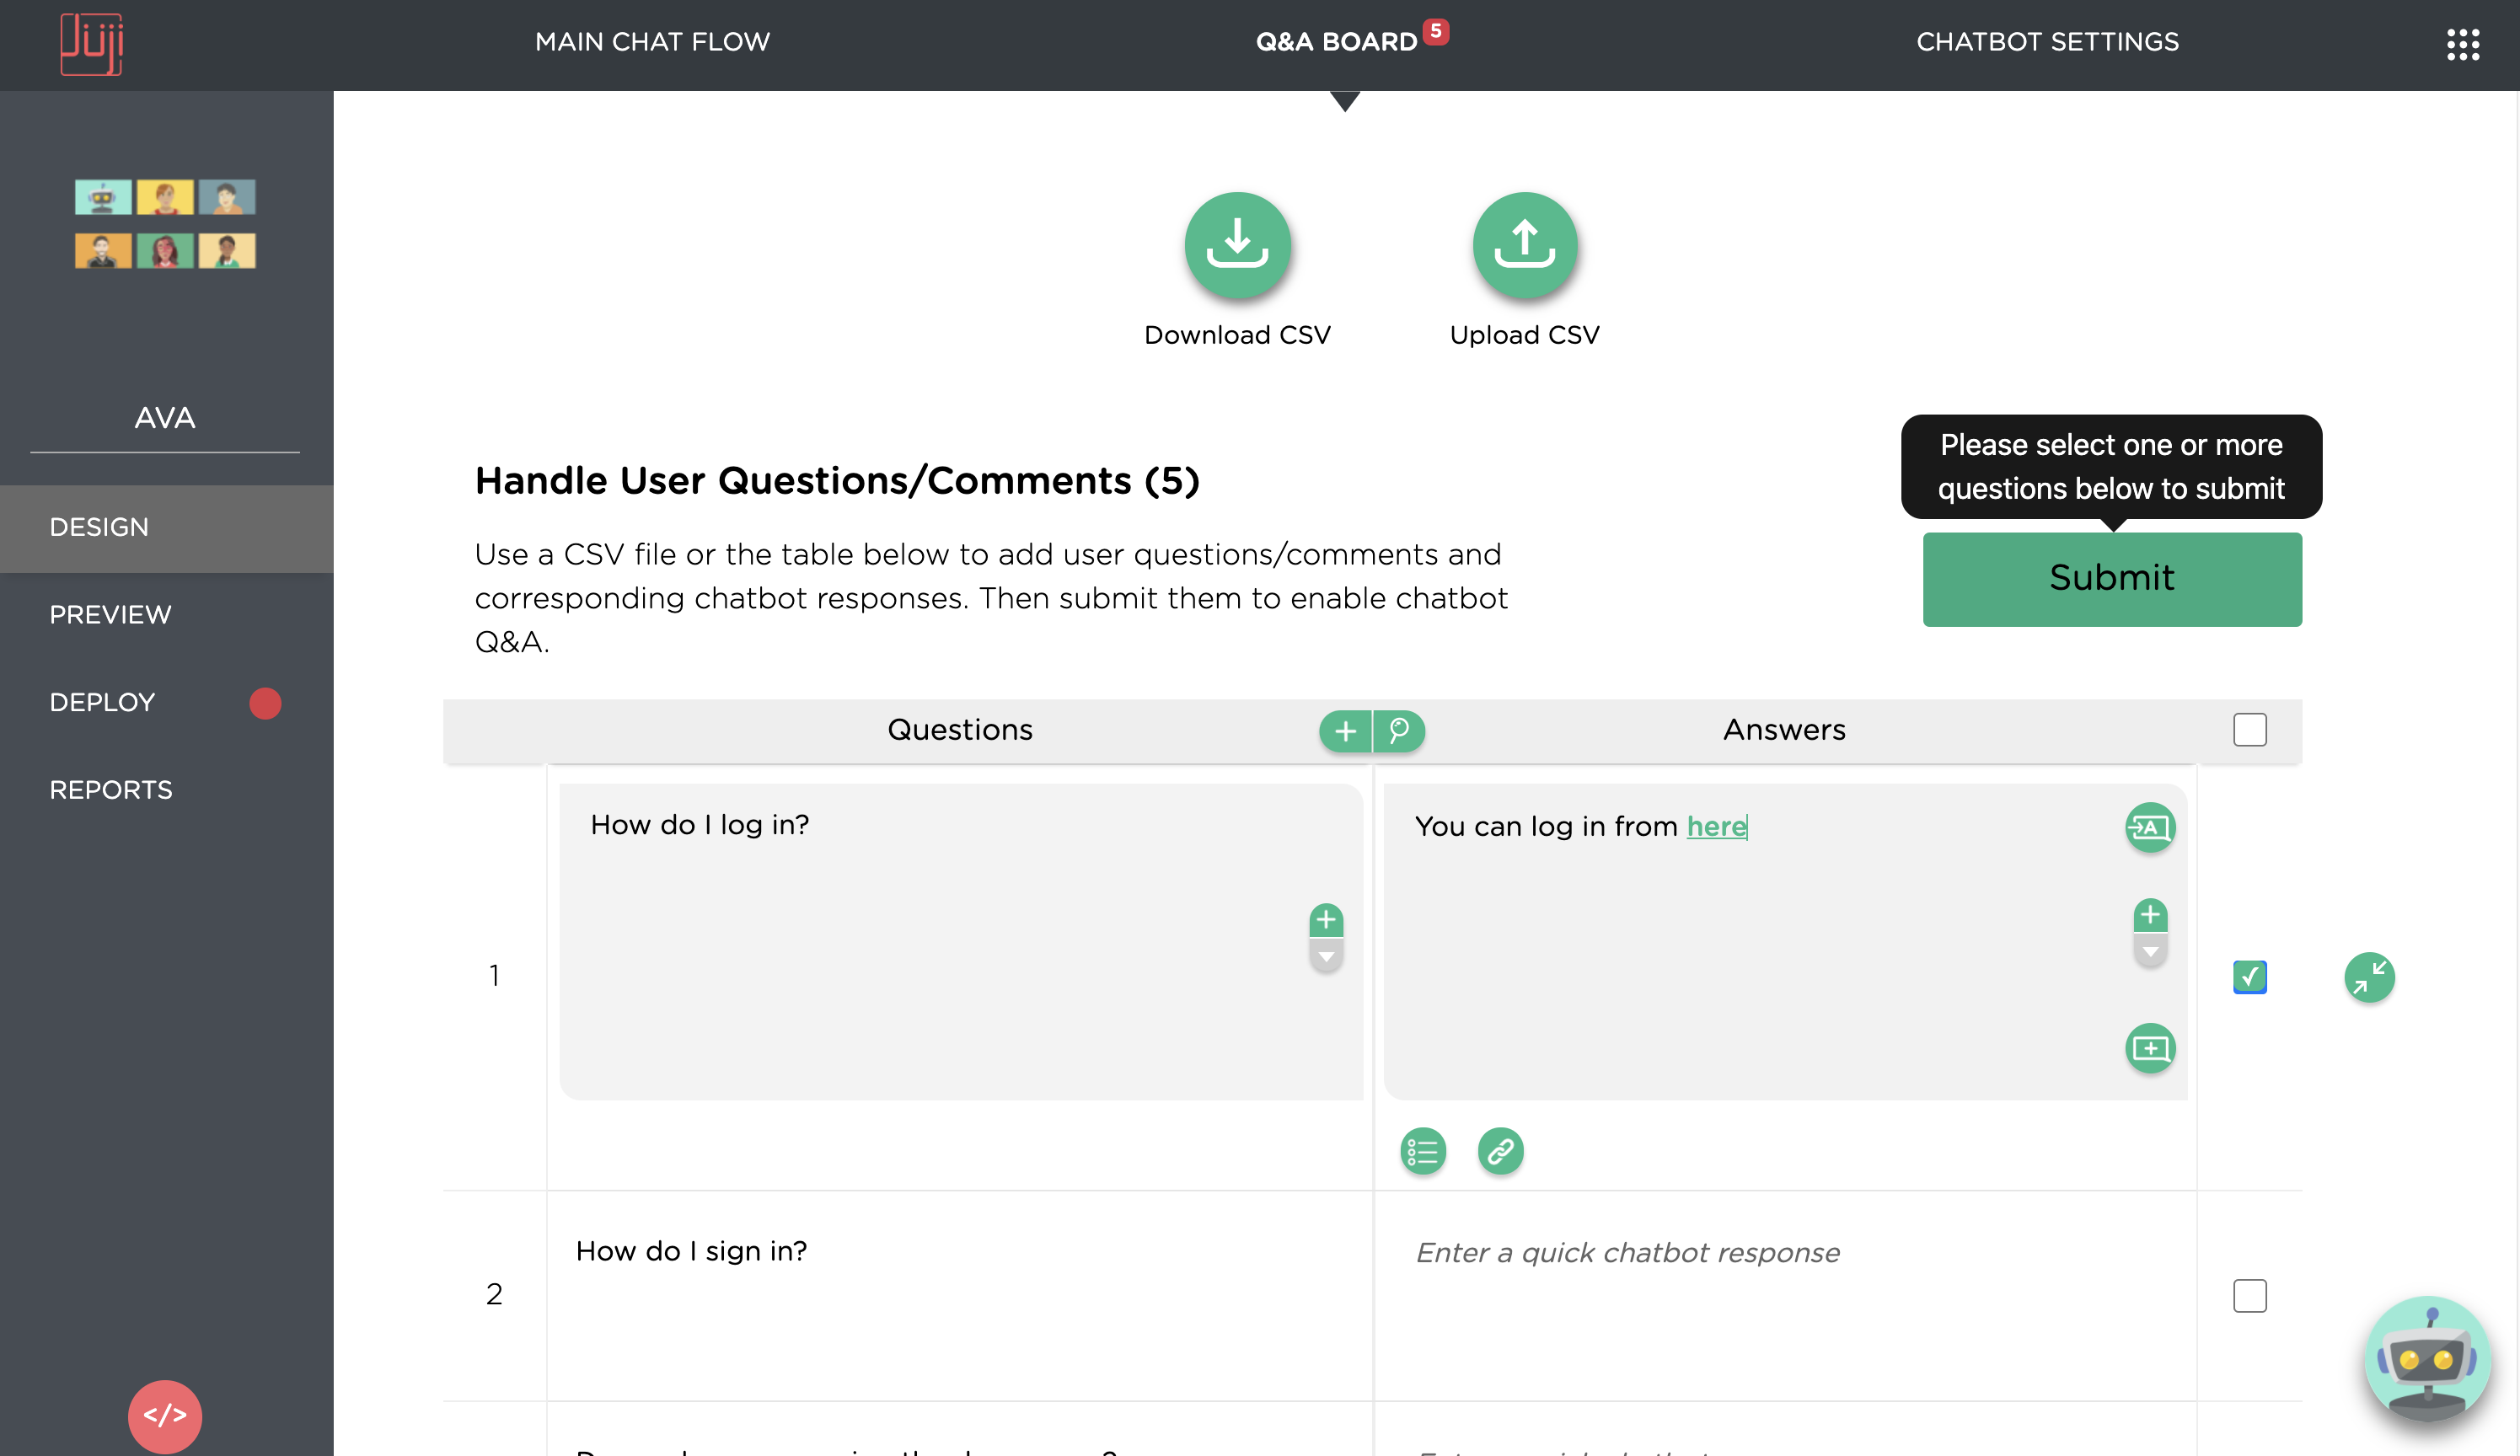 Juji
MAIN CHAT FLOW
Q&A BOARD 5
CHATBOT SETTINGS
AVA
DESIGN
PREVIEW
DEPLOY
REPORTS
</>
Download CSV
Upload CSV
Handle User Questions/Comments (5)
Use a CSV file or the table below to add user questions/comments and
corresponding chatbot responses. Then submit them to enable chatbot
Q&A.
Please select one or more
questions below to submit
Submit
Questions
Answers
1
How do I log in?
You can log in from here
A
2
How do I sign in?
Enter a quick chatbot response